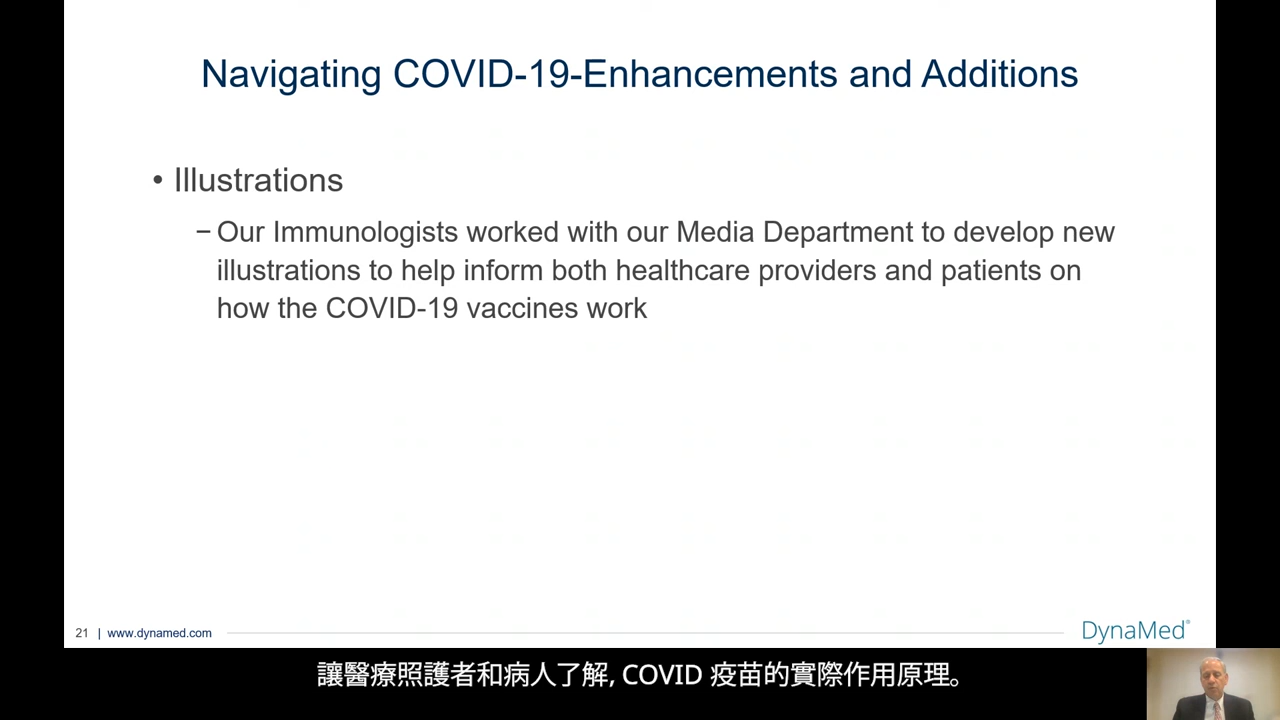 Navigating COVID-19-Enhancements and Additions
• Illustrations
– Our Immunologists worked with our Media Department to develop new
illustrations to help inform both healthcare providers and patients on
how the COVID-19 vaccines work
21 | www.dynamed.com
DynaMed®
讓醫療照護者和病人了解, COVID 疫苗的實際作用原理。